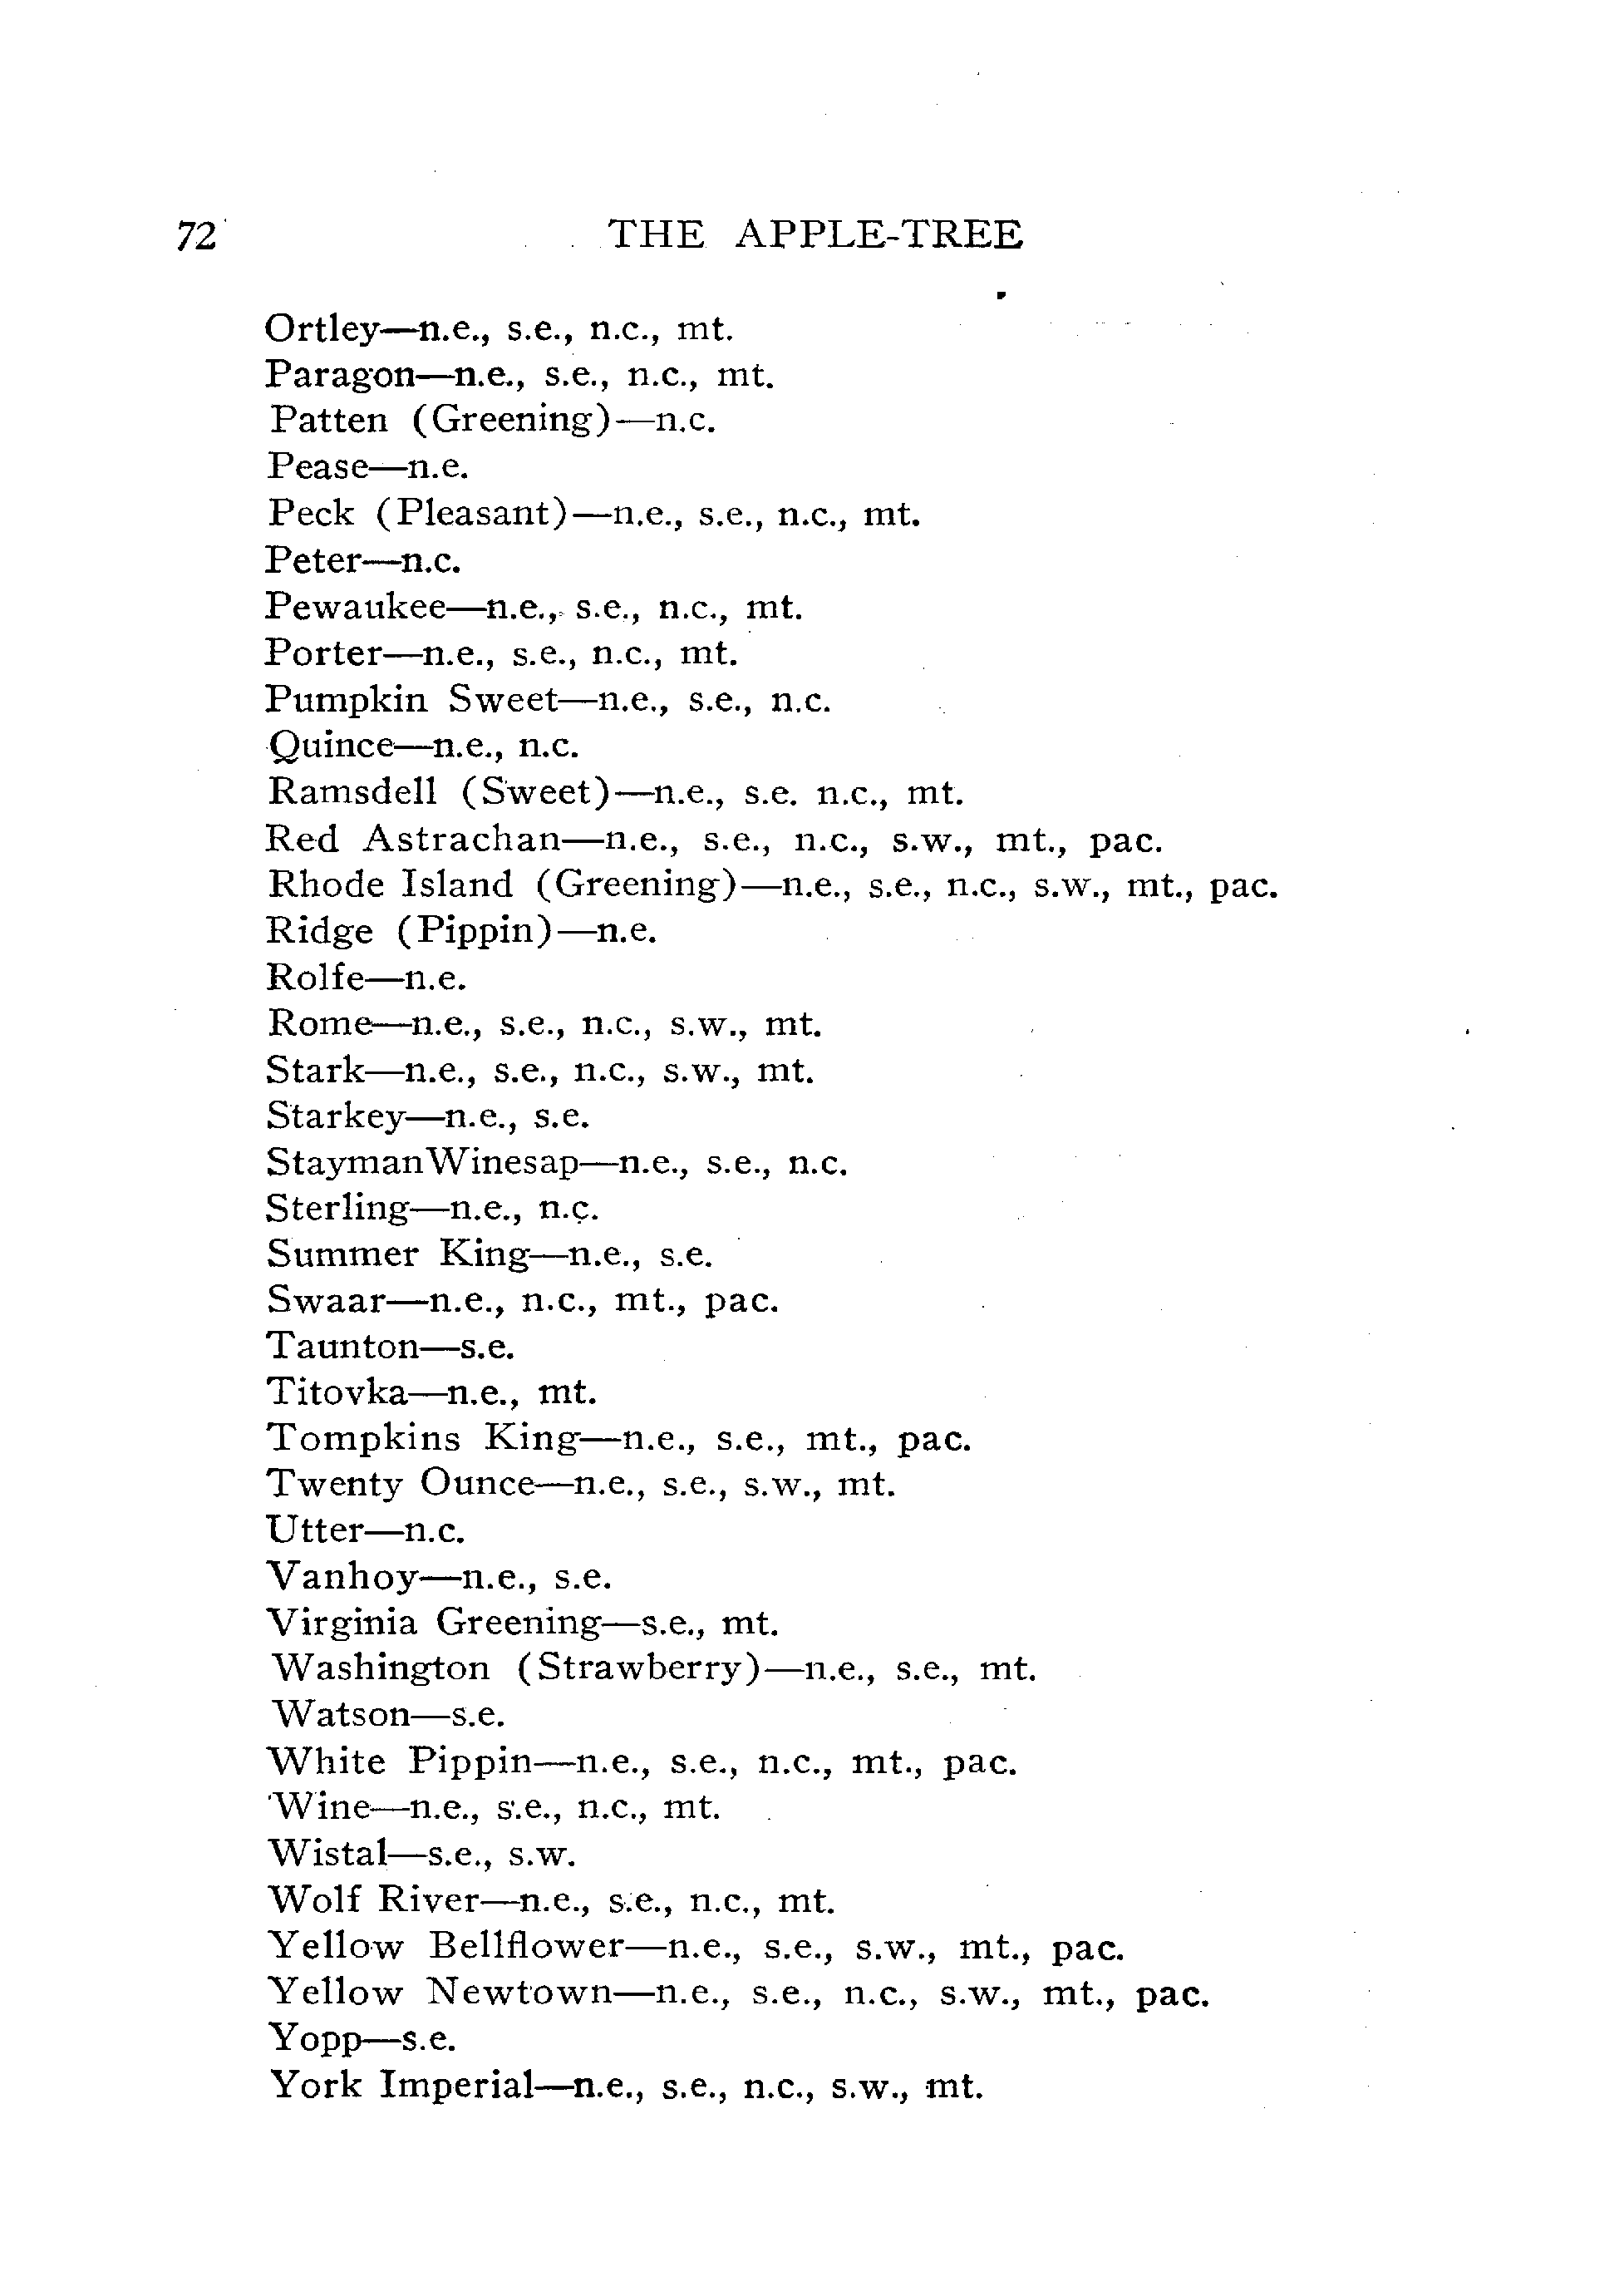 72 THE APPLE-TREE
Ortley—n.e., s.e., n.c., mt.
Paragon—n.e., s.e., n.c., mt.
Patten (Greening)—n.c.
Pease—n.e.
Peck (Pleasant)—n.e., s.e., n.c., mt.
Peter—n.c.
Pewaukee—n.e., s.e., n.c., mt.
Porter—n.e., s.e., n.c., mt.
Pumpkin Sweet—n.e., s.e., n.c.
Quince—n.e., n.c.
Ramsdell (Sweet)—n.e., s.e. n.c., mt.
Red Astrachan—n.e., s.e., n.c., s.w., mt., pac.
Rhode Island (Greening)—n.e., s.e., n.c., s.w., mt., pac.
Ridge (Pippin)—n.e.
Rolfe—n.e.
Rome—n.e., s.e., n.c., s.w., mt.
Stark—n.e., s.e., n.c., s.w., mt.
Starkey—n.e., s.e.
StaymanWinesap—n.e., s.e., n.c.
Sterling—n.e., n.c.
Summer King—n.e., s.e.
Swaar—n.e., n.c., mt., pac.
Taunton—s.e.
Titovka—n.e., mt.
Tompkins King—n.e., s.e., mt., pac.
Twenty Ounce—n.e., s.e., s.w., mt.
Utter—n.c.
Vanhoy—n.e., s.e.
Virginia Greening—s.e., mt.
Washington (Strawberry)—n.e., s.e., mt.
Watson—s.e.
White Pippin—n.e., s.e., n.c., mt., pac.
Wine—n.e., s.e., n.c., mt.
Wistal—s.e., s.w.
Wolf River—n.e., s.e., n.c., mt.
Yellow Bellflower—n.e., s.e., s.w., mt., pac.
Yellow Newtown—n.e., s.e., n.c., s.w., mt., pac.
Yopp—s.e.
York Imperial—n.e., s.e., n.c., s.w., mt.